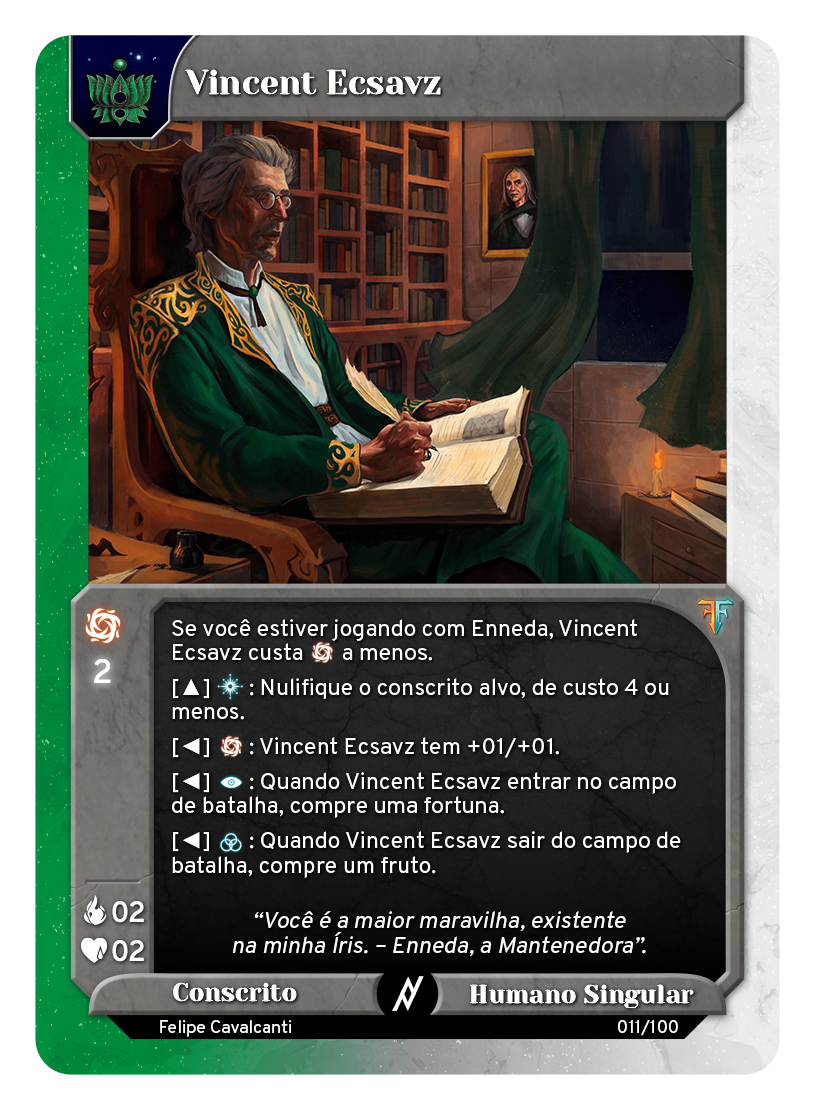 Vincent Ecsavz
2
Se você estiver jogando com Enneda, Vincent
Ecsavz custa a menos.
[▲] : Nulifique o conscrito alvo, de custo 4 ou
menos.
[◀] : Vincent Ecsavz tem +01/+01.
[◀] : Quando Vincent Ecsavz entrar no campo
de batalha, compre uma fortuna.
[◀] : Quando Vincent Ecsavz sair do campo de
batalha, compre um fruto.
02
02
“Você é a maior maravilha, existente
na minha Íris. – Enneda, a Mantenedora”.
Conscrito
Humano Singular
Felipe Cavalcanti
011/100